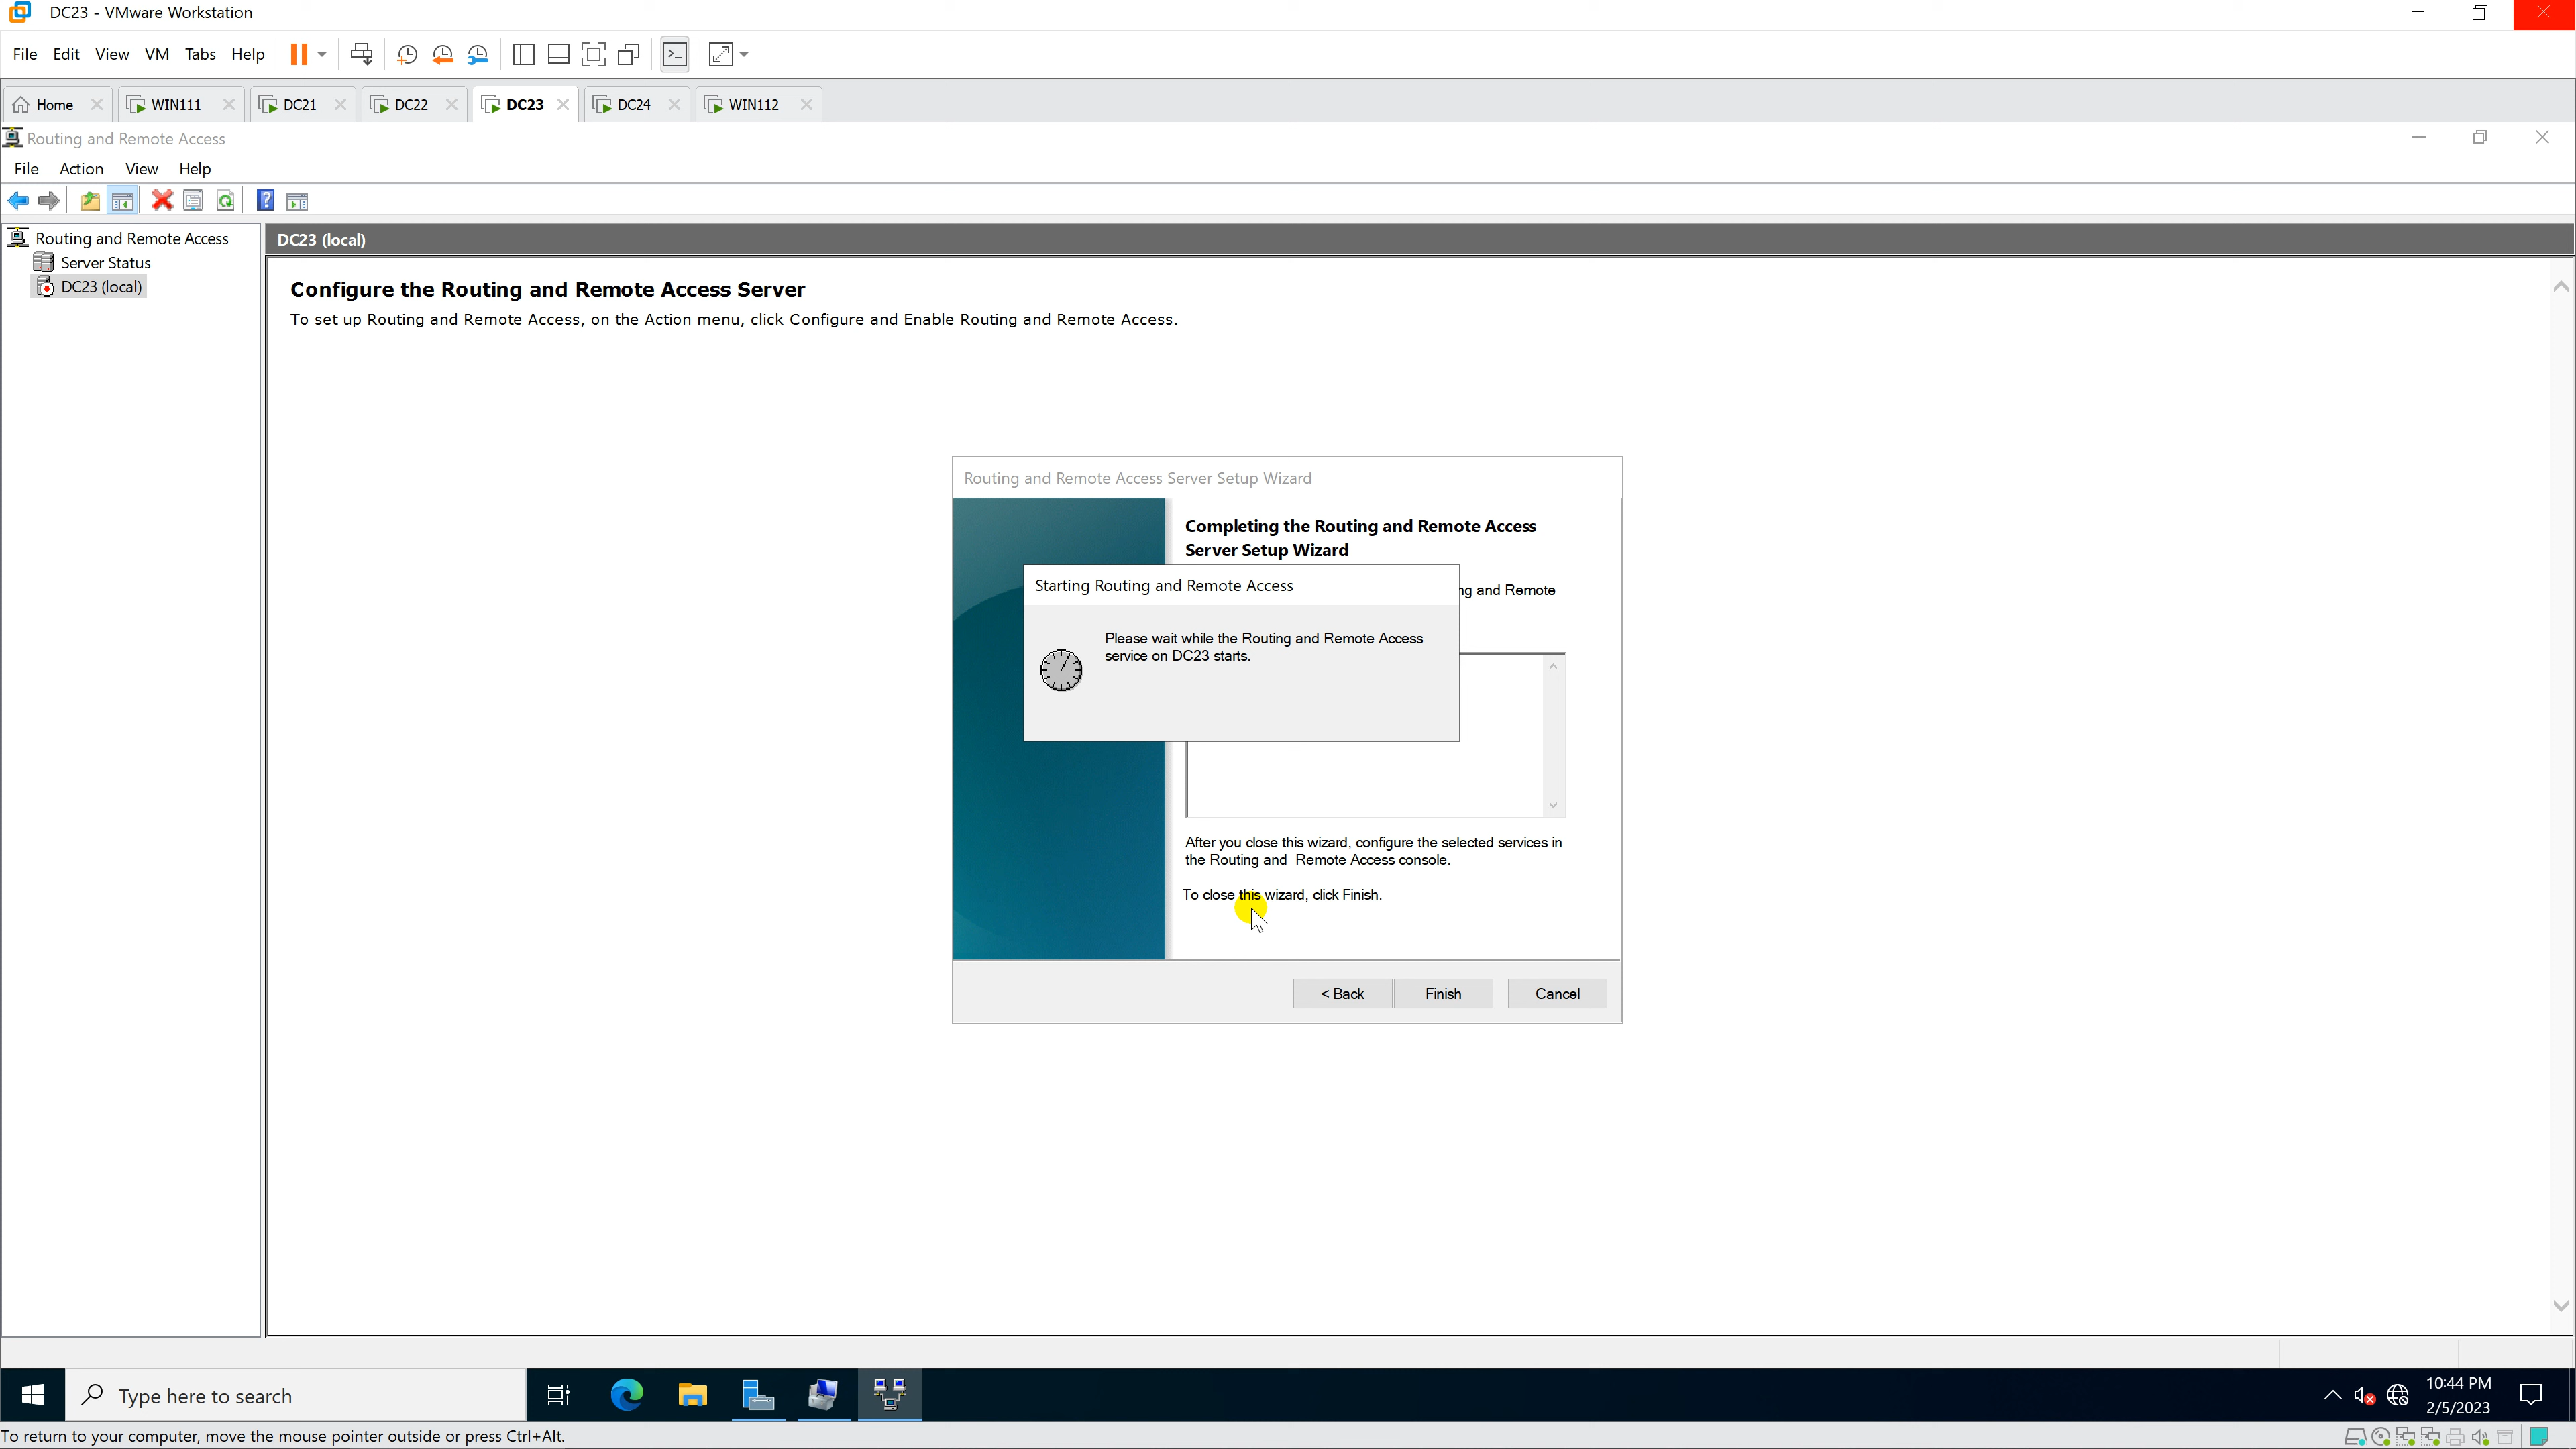 DC23 - VMware Workstation
File Edit View VM Tabs Help
Home WIN111 DC21 DC22 DC23 DC24 WIN112
Routing and Remote Access
File Action View Help
Routing and Remote Access
Server Status
DC23 (local)
DC23 (local)
Configure the Routing and Remote Access Server
To set up Routing and Remote Access, on the Action menu, click Configure and Enable Routing and Remote Access.
Routing and Remote Access Server Setup Wizard
Completing the Routing and Remote Access
Server Setup Wizard
ng and Remote
Starting Routing and Remote Access
Please wait while the Routing and Remote Access
service on DC23 starts.
After you close this wizard, configure the selected services in
the Routing and Remote Access console.
To close this wizard, click Finish.
< Back Finish Cancel
Type here to search
10:44 PM
2/5/2023
To return to your computer, move the mouse pointer outside or press Ctrl+Alt.